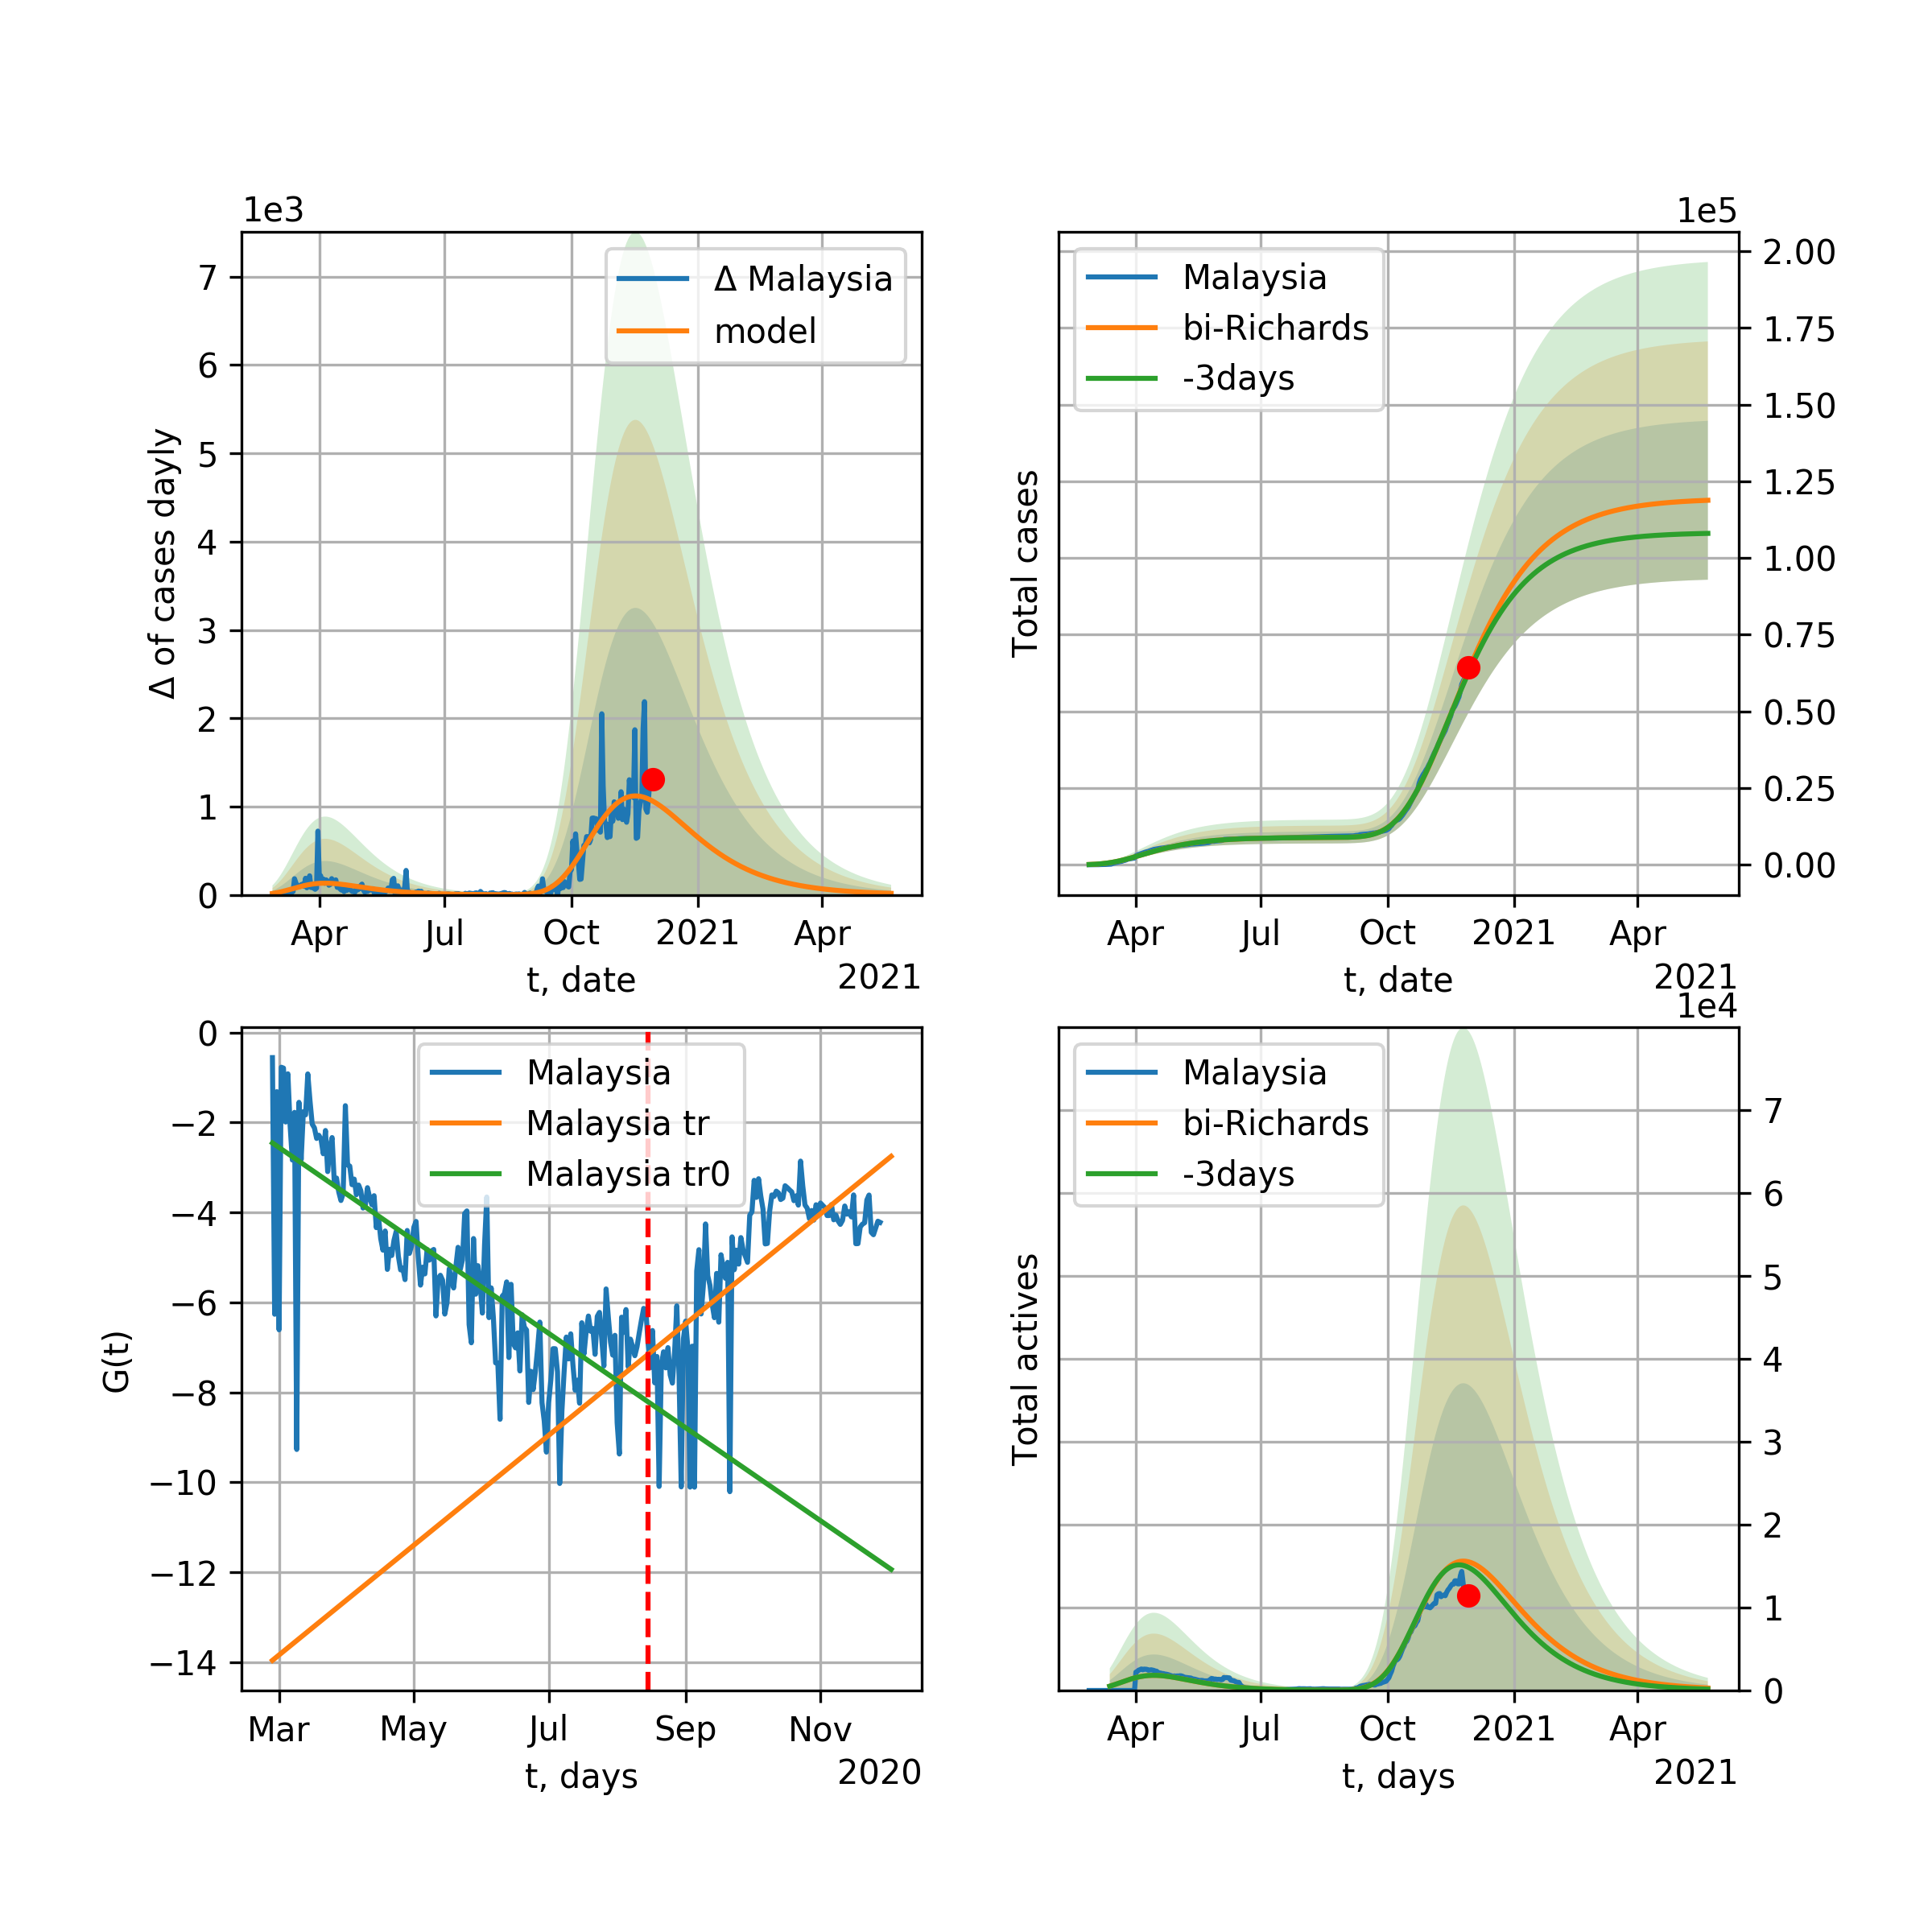 1e3
Δ of cases dayly
7
6
5
4
3
2
1
0
Δ Malaysia
model
Apr
Jul
Oct
2021
Apr
t, date
2021
1e5
Total cases
Malaysia
bi-Richards
-3days
2.00
1.75
1.50
1.25
1.00
0.75
0.50
0.25
0.00
Apr
Jul
Oct
2021
Apr
t, date
2021
G(t)
0
−2
−4
−6
−8
−10
−12
−14
Malaysia
Malaysia tr
Malaysia tr0
Mar
May
Jul
Sep
Nov
t, days
2020
1e4
Total actives
Malaysia
bi-Richards
-3days
7
6
5
4
3
2
1
0
Apr
Jul
Oct
2021
Apr
t, days
2021